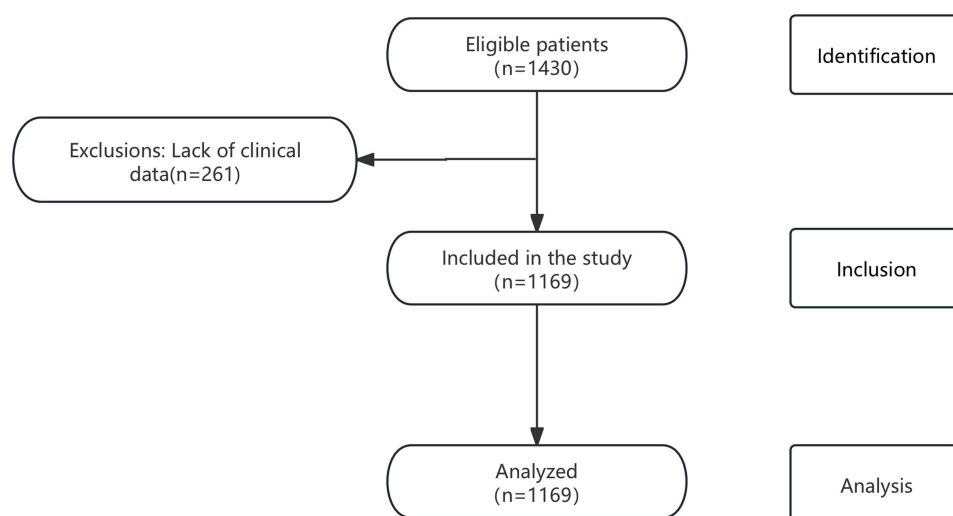 Eligible patients
(n=1430)
Identification
Exclusions: Lack of clinical
data(n=261)
Included in the study
(n=1169)
Inclusion
Analyzed
(n=1169)
Analysis